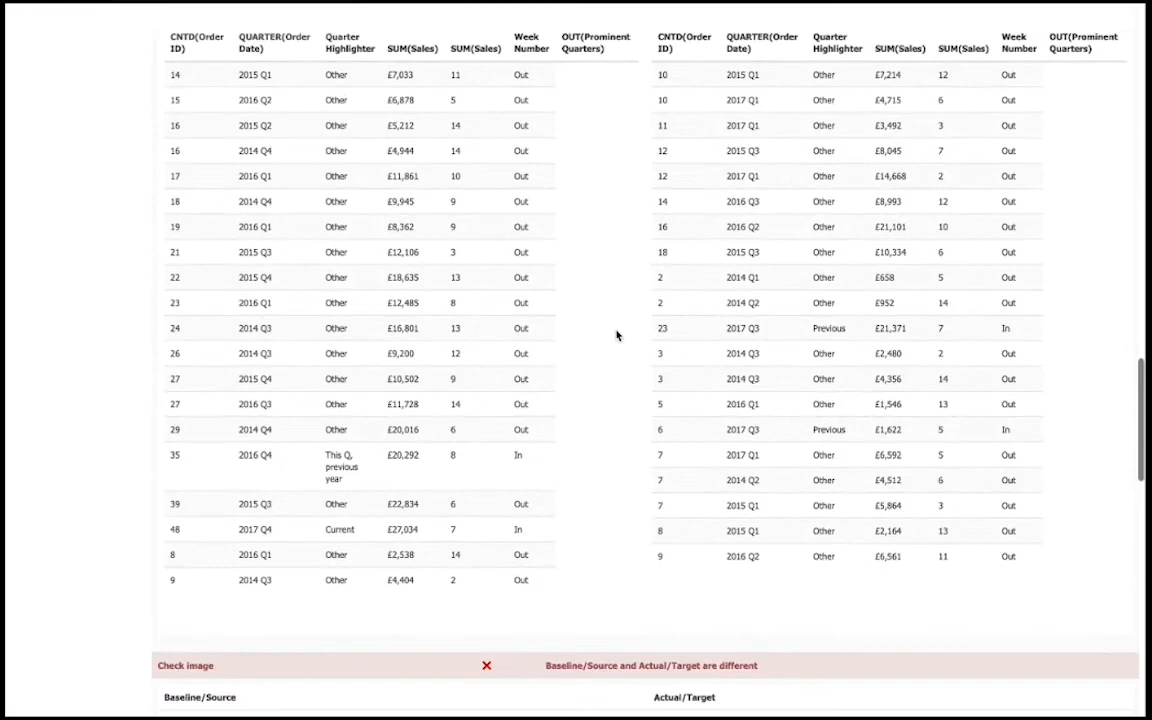 CNTD(Order ID) QUARTER(Order Date) Quarter Highlighter SUM(Sales) SUM(Sales) Week Number OUT(Prominent Quarters)
14 2015 Q1 Other £7,033 11 Out
15 2016 Q2 Other £6,878 5 Out
16 2015 Q2 Other £5,212 14 Out
16 2014 Q4 Other £4,944 14 Out
17 2016 Q1 Other £11,861 10 Out
18 2014 Q4 Other £9,945 9 Out
19 2016 Q1 Other £8,362 9 Out
21 2015 Q3 Other £12,106 3 Out
22 2015 Q4 Other £18,635 13 Out
23 2016 Q1 Other £12,485 8 Out
24 2014 Q3 Other £16,801 13 Out
26 2014 Q3 Other £9,200 12 Out
27 2015 Q4 Other £10,502 9 Out
27 2016 Q3 Other £11,728 14 Out
29 2014 Q4 Other £20,016 6 Out
35 2016 Q4 This Q, previous year £20,292 8 In
39 2015 Q3 Other £22,834 6 Out
48 2017 Q4 Current £27,034 7 In
8 2016 Q1 Other £2,538 14 Out
9 2014 Q3 Other £4,404 2 Out
CNTD(Order ID) QUARTER(Order Date) Quarter Highlighter SUM(Sales) SUM(Sales) Week Number OUT(Prominent Quarters)
10 2015 Q1 Other £7,214 12 Out
10 2017 Q1 Other £4,715 6 Out
11 2017 Q1 Other £3,492 3 Out
12 2015 Q3 Other £8,045 7 Out
12 2017 Q1 Other £14,668 2 Out
14 2016 Q3 Other £8,993 12 Out
16 2016 Q2 Other £21,101 10 Out
18 2015 Q3 Other £10,334 6 Out
2 2014 Q1 Other £658 5 Out
2 2014 Q2 Other £952 14 Out
23 2017 Q3 Previous £21,371 7 In
3 2014 Q3 Other £2,480 2 Out
3 2014 Q3 Other £4,356 14 Out
5 2016 Q1 Other £1,546 13 Out
6 2017 Q3 Previous £1,622 5 In
7 2017 Q1 Other £6,592 5 Out
7 2014 Q2 Other £4,512 6 Out
7 2015 Q1 Other £5,864 3 Out
8 2015 Q1 Other £2,164 13 Out
9 2016 Q2 Other £6,561 11 Out
Check image Baseline/Source and Actual/Target are different
Baseline/Source Actual/Target